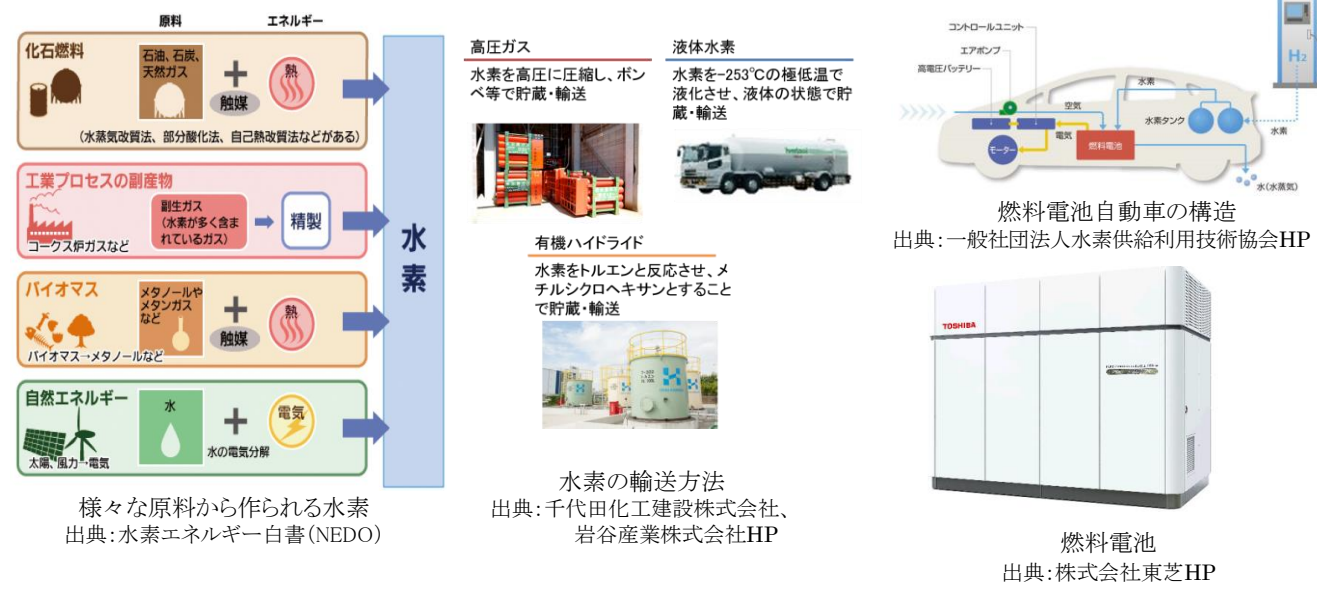 原料
エネルギー
化石燃料
石油、石炭、
天然ガス
＋
触媒
熱
(水蒸気改質法、部分酸化法、自己熱改質法などがある)
工業プロセスの副産物
副生ガス
(水素が多く含ま
れているガス)
精製
コークス炉ガスなど
バイオマス
メタノールや
メタンガス
など
＋
触媒
熱
バイオマス→メタノールなど
自然エネルギー
水
＋
電気
水の電気分解
太陽、風力→電気
水素
様々な原料から作られる水素
出典：水素エネルギー白書(NEDO)
高圧ガス
水素を高圧に圧縮し、ボン
ベ等で貯蔵・輸送
液体水素
水素を-253℃の極低温で
液化させ、液体の状態で貯
蔵・輸送
有機ハイドライド
水素をトルエンと反応させ、メ
チルシクロヘキサンとすること
で貯蔵・輸送
水素の輸送方法
出典：千代田化工建設株式会社、
岩谷産業株式会社HP
コントロールユニット
エアポンプ
高電圧バッテリー
空気
水素
水素タンク
電気
モーター
燃料電池
H2
水素
水(水蒸気)
燃料電池自動車の構造
出典：一般社団法人水素供給利用技術協会HP
TOSHIBA
燃料電池
出典：株式会社東芝HP